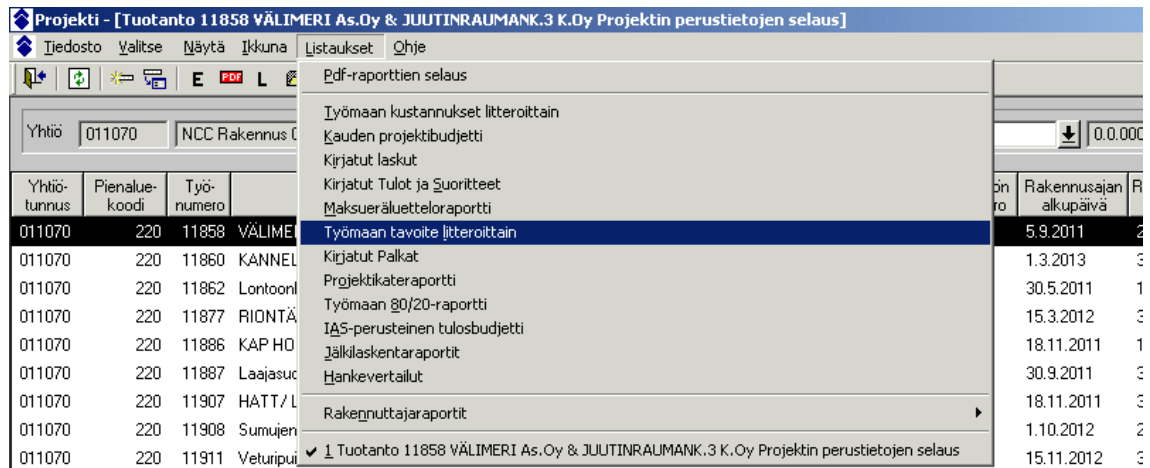 Projekti - [Tuotanto 11858 VÄLIMERI As.Oy & JUUTINRAUMANK.3 K.Oy Projektin perustietojen selaus]
Tiedosto Valitse Näytä Ikkuna Listaukset Ohje
E PDF L
Pdf-raporttien selaus
Työmaan kustannukset litteroittain
Kauden projektibudjetti
Kirjatut laskut
Kirjatut Tulot ja Suoritteet
Maksueräluetteloraportti
Työmaan tavoite litteroittain
Kirjatut Palkat
Projektikateraportti
Työmaan 80/20-raportti
IAS-perusteinen tulosbudjetti
Jälkilaskentaraportit
Hankevertailut
Rakennuttajaraportit
1 Tuotanto 11858 VÄLIMERI As.Oy & JUUTINRAUMANK.3 K.Oy Projektin perustietojen selaus
Yhtiö 011070 NCC Rakennus 0.0.000
Yhtiö-tunnus Pienalue-koodi Työ-numero Rakennusajan alkupäivä
011070 220 11858 VÄLIME 5.9.2011
011070 220 11860 KANNEL 1.3.2013
011070 220 11862 Lontoonl 30.5.2011
011070 220 11877 RIONTÄ 15.3.2012
011070 220 11886 KAP HO 18.11.2011
011070 220 11887 Laajasuo 30.9.2011
011070 220 11907 HATT/ L 18.11.2011
011070 220 11908 Sumujen 1.10.2012
011070 220 11911 Veturipui 15.11.2012